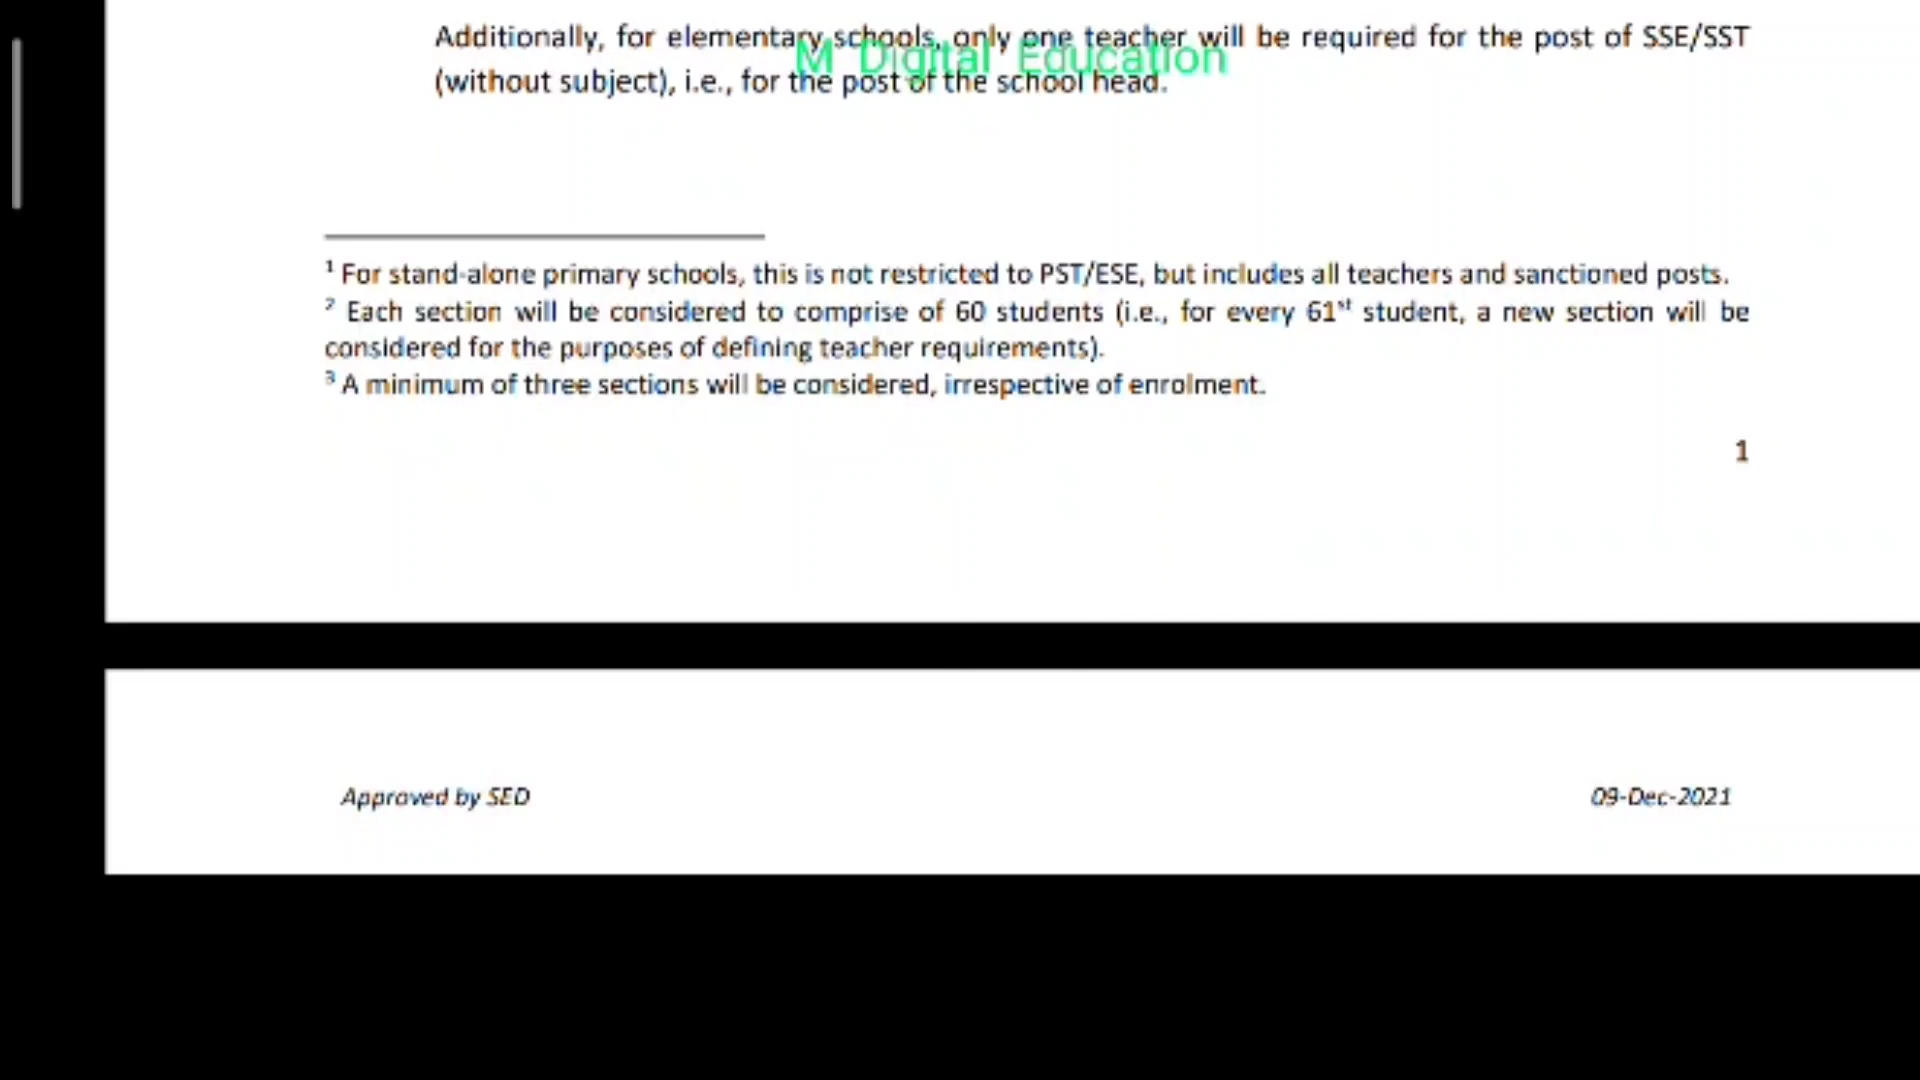 Additionally, for elementary schools, only one teacher will be required for the post of SSE/SST
M Digital Education
(without subject), i.e., for the post of the school head.
¹ For stand-alone primary schools, this is not restricted to PST/ESE, but includes all teachers and sanctioned posts.
² Each section will be considered to comprise of 60 students (i.e., for every 61ˢᵗ student, a new section will be
considered for the purposes of defining teacher requirements).
³ A minimum of three sections will be considered, irrespective of enrolment.
1
Approved by SED 09-Dec-2021